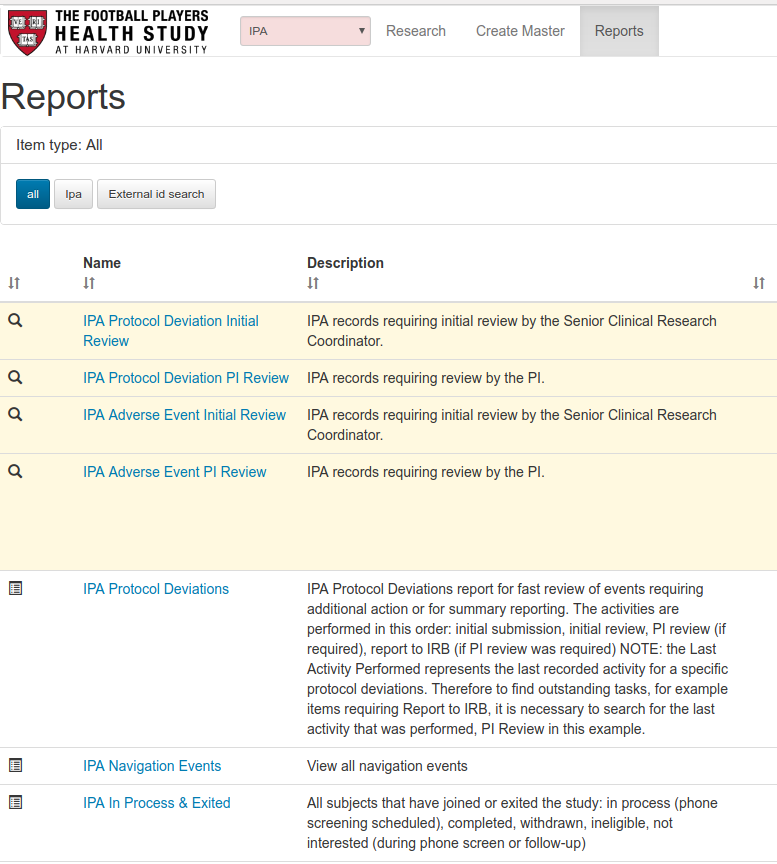 THE FOOTBALL PLAYERS
HEALTH STUDY
AT HARVARD UNIVERSITY
VE RI
TAS
IPA
Research
Create Master
Reports
Reports
Item type: All
all
Ipa
External id search
Name
Description
IPA Protocol Deviation Initial
Review
IPA records requiring initial review by the Senior Clinical Research
Coordinator.
IPA Protocol Deviation PI Review
IPA records requiring review by the PI.
IPA Adverse Event Initial Review
IPA records requiring initial review by the Senior Clinical Research
Coordinator.
IPA Adverse Event PI Review
IPA records requiring review by the PI.
IPA Protocol Deviations
IPA Protocol Deviations report for fast review of events requiring
additional action or for summary reporting. The activities are
performed in this order: initial submission, initial review, PI review (if
required), report to IRB (if PI review was required) NOTE: the Last
Activity Performed represents the last recorded activity for a specific
protocol deviations. Therefore to find outstanding tasks, for example
items requiring Report to IRB, it is necessary to search for the last
activity that was performed, PI Review in this example.
IPA Navigation Events
View all navigation events
IPA In Process & Exited
All subjects that have joined or exited the study: in process (phone
screening scheduled), completed, withdrawn, ineligible, not
interested (during phone screen or follow-up)